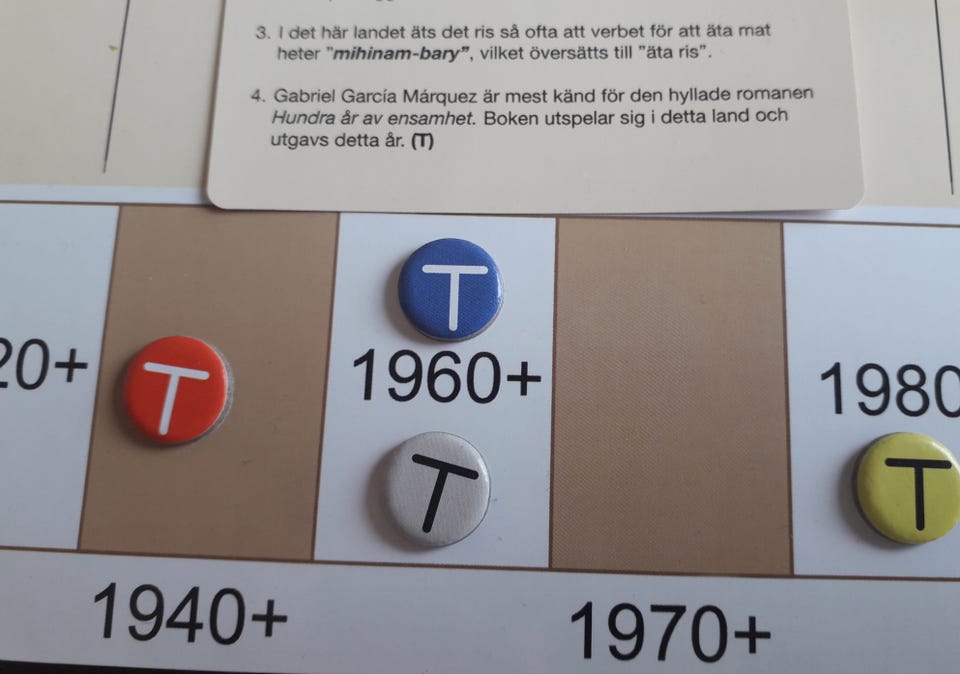 3. I det här landet äts det ris så ofta att verbet för att äta mat
heter "mihinam-bary", vilket översätts till "äta ris".
4. Gabriel García Márquez är mest känd för den hyllade romanen
Hundra år av ensamhet. Boken utspelar sig i detta land och
utgavs detta år. (T)
T
20+
T
1960+
1980
T
T
1940+
1970+